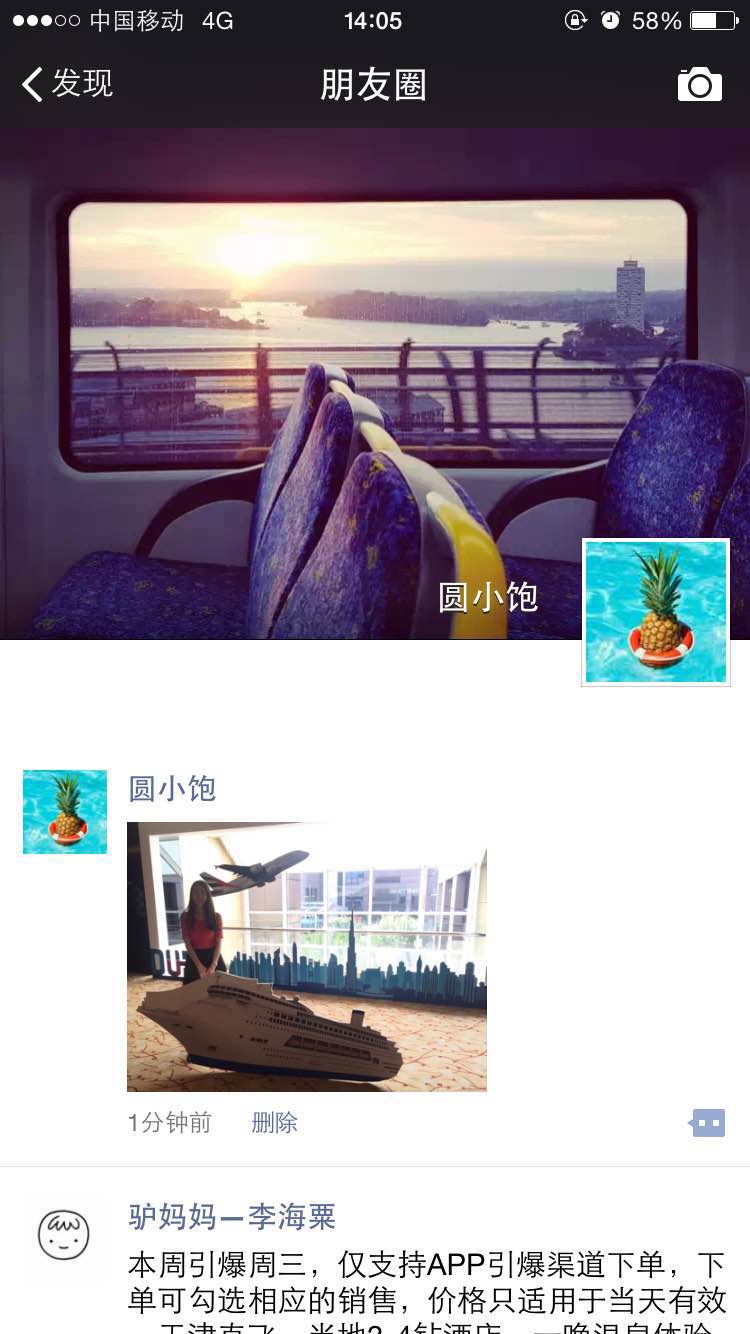 中国移动 4G 14:05 58%
发现 朋友圈
圆小饱
圆小饱
DU
1分钟前 删除
驴妈妈—李海粟
本周引爆周三，仅支持APP引爆渠道下单，下
单可勾选相应的销售，价格只适用于当天有效